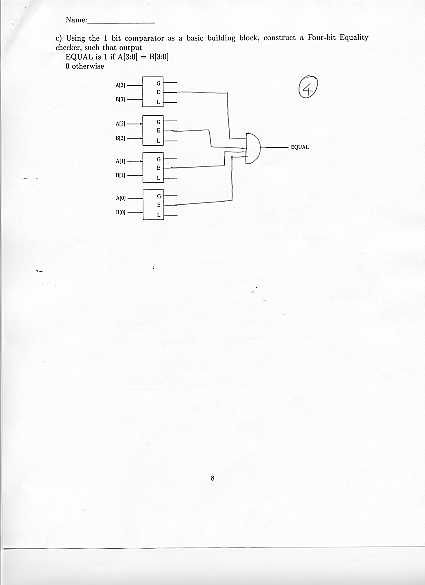 Name:
c) Using the 1 bit comparator as a basic building block, construct a Four-bit Equality
checker, such that output
EQUAL is 1 if A[3:0] = B[3:0]
0 otherwise
4
A[3]
G
E
B[3]
L
A[2]
G
E
B[2]
L
EQUAL
A[1]
G
E
B[1]
L
A[0]
G
E
B[0]
L
8